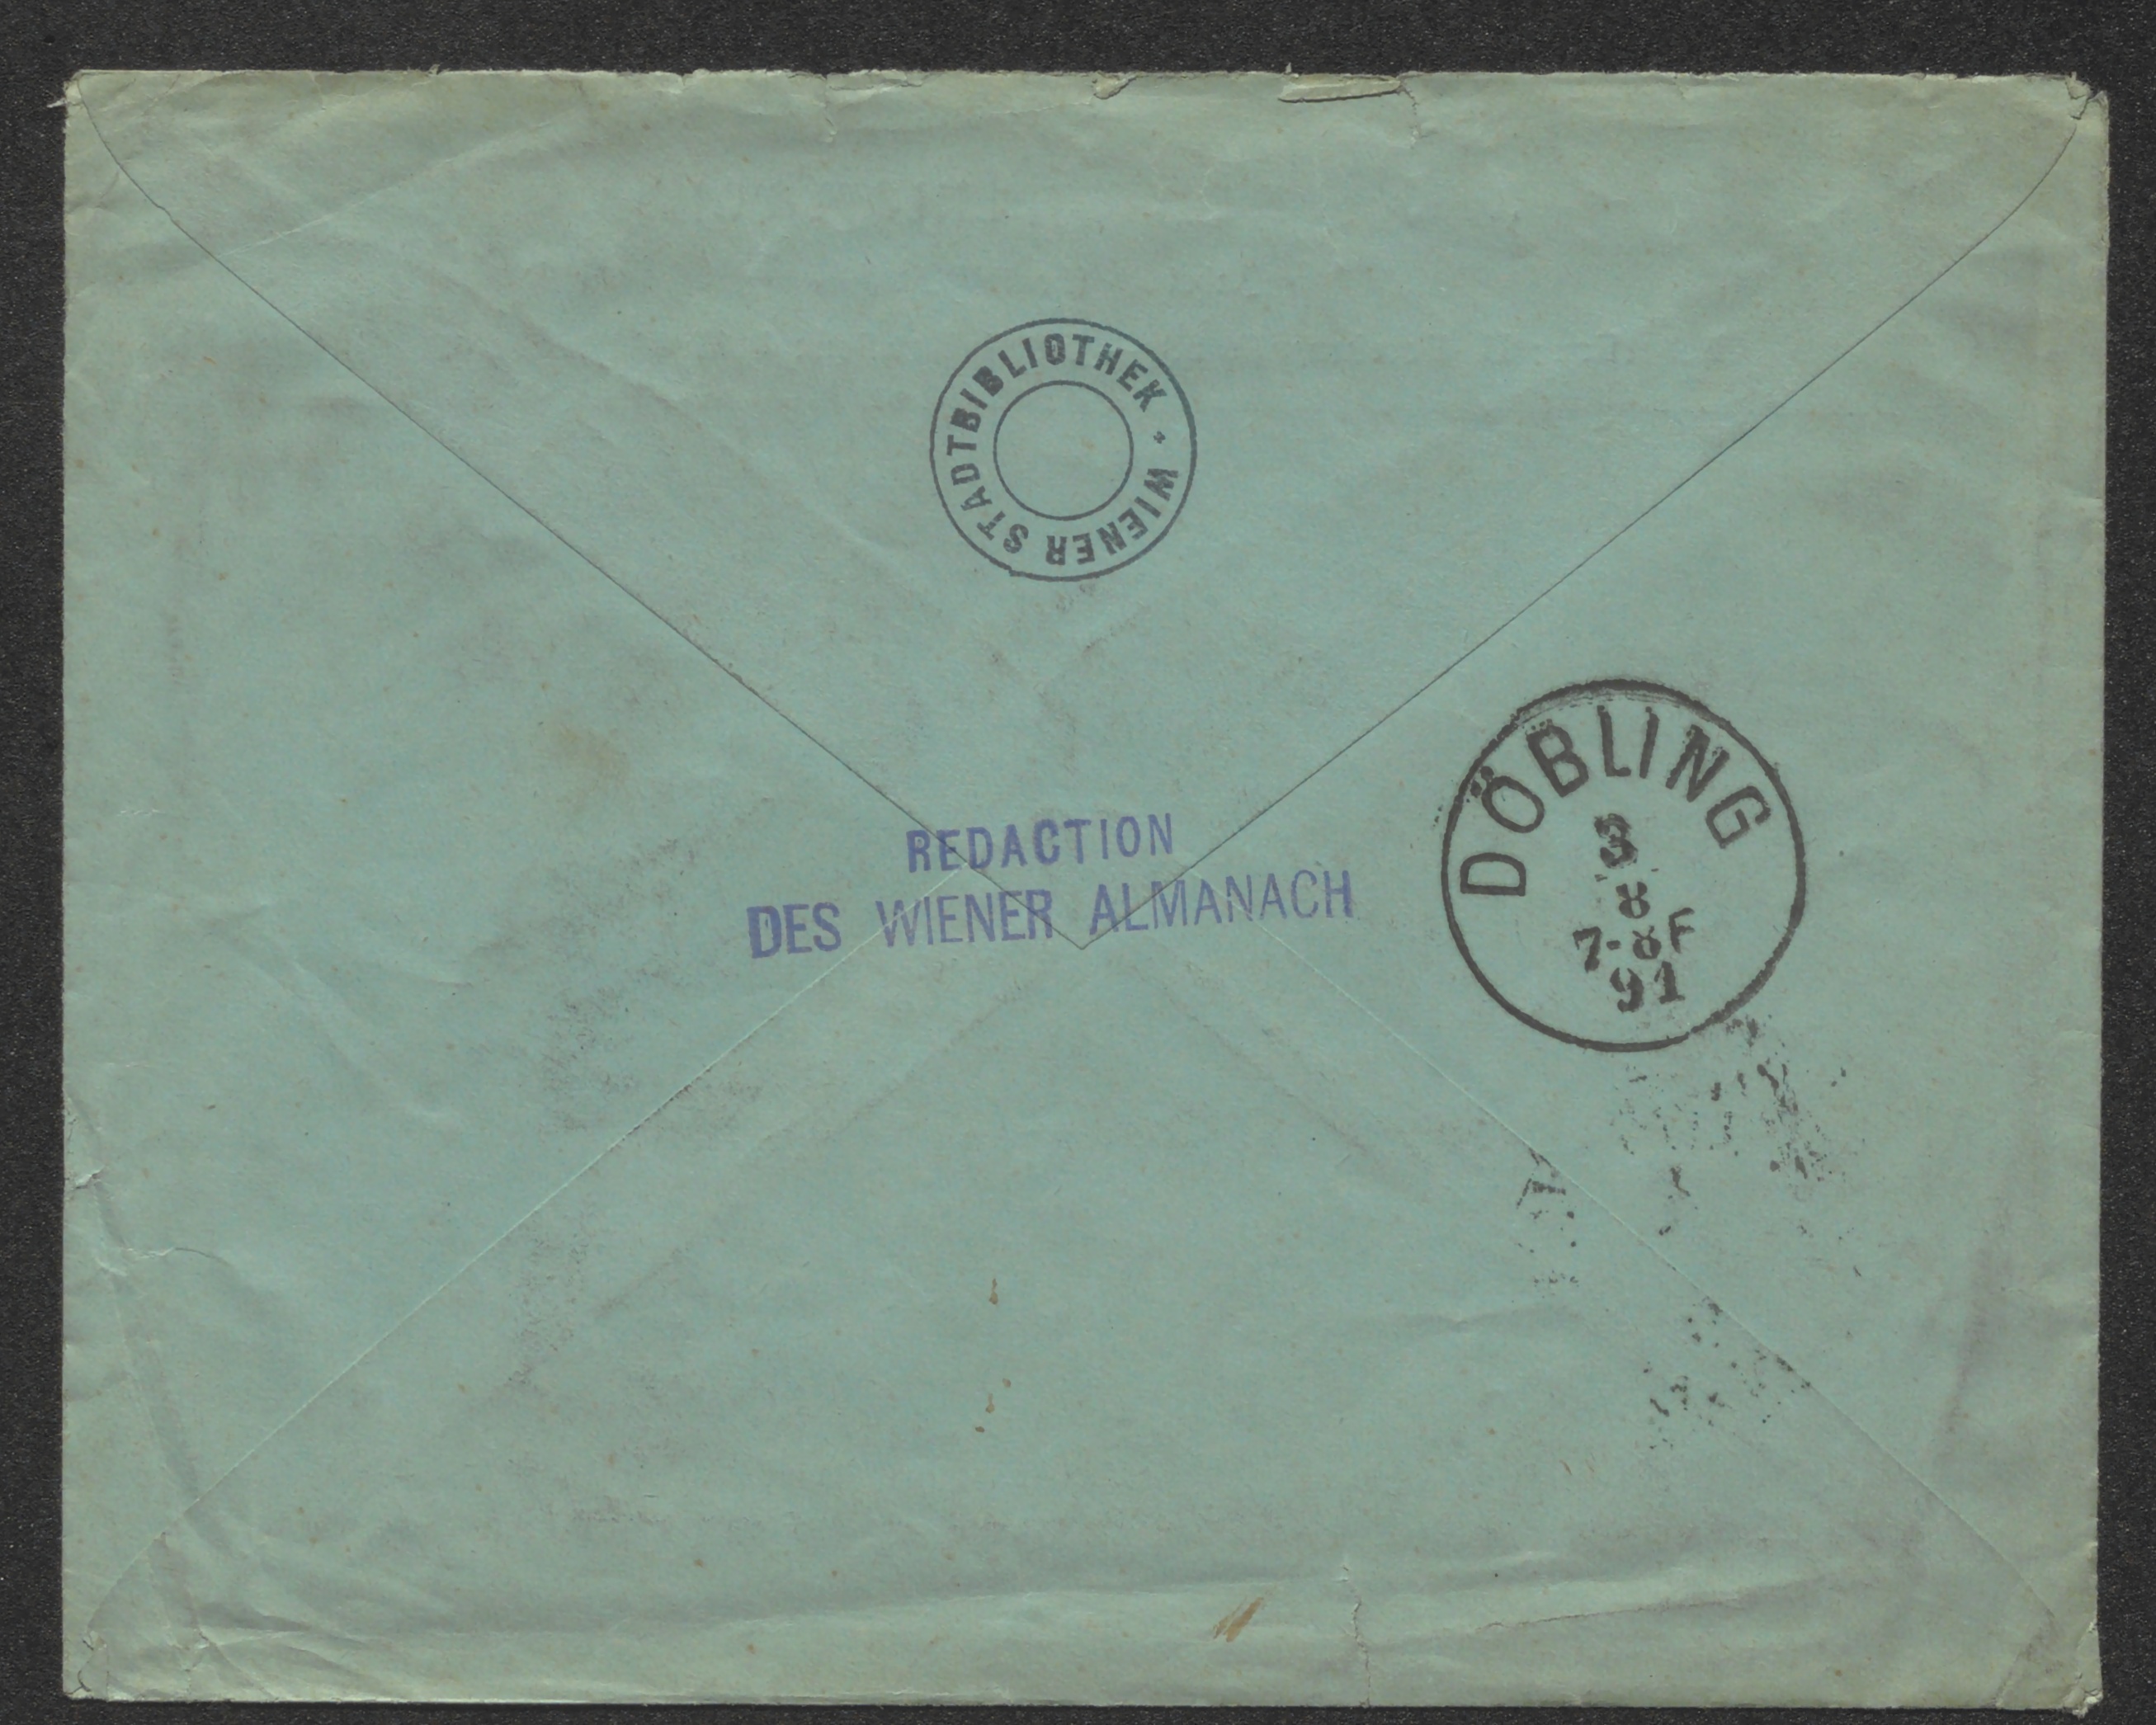 WIENER STADTBIBLIOTHEK
DÖBLING
3
8
7-8F
91
REDACTION
DES WIENER ALMANACH